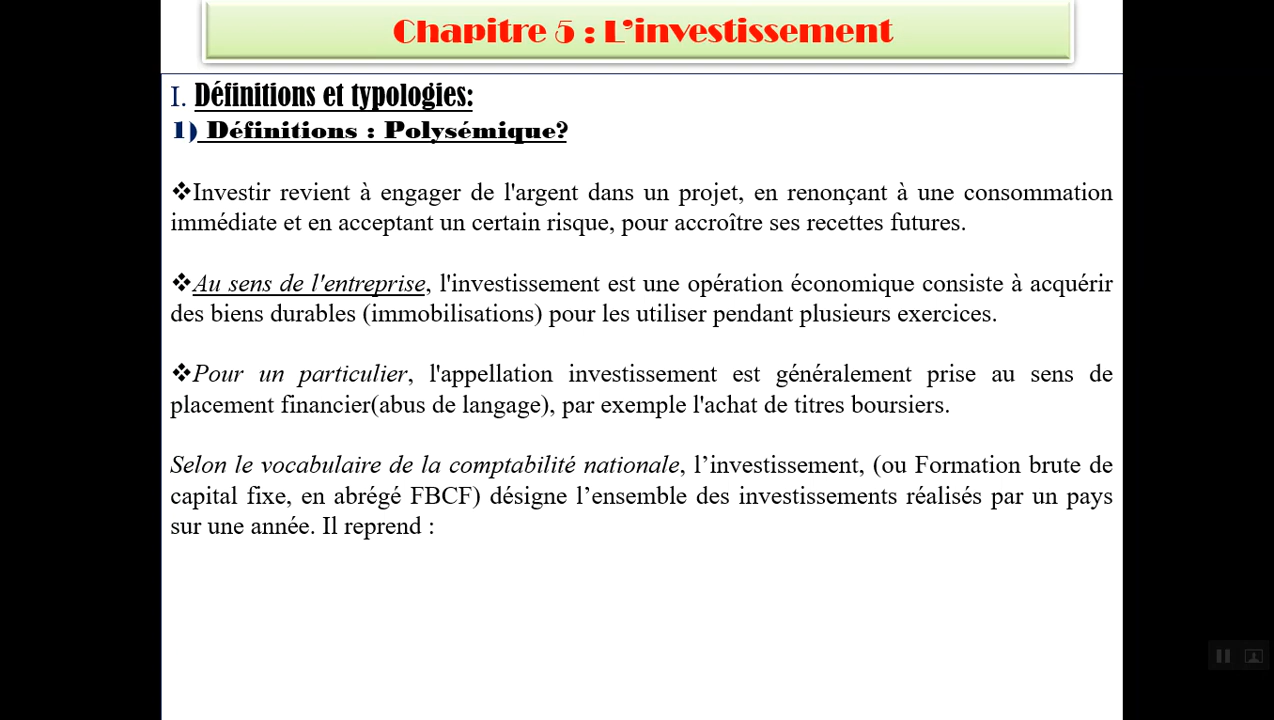 Chapitre 5 : L’investissement
I. Définitions et typologies:
1) Définitions : Polysémique?
❖Investir revient à engager de l'argent dans un projet, en renonçant à une consommation
immédiate et en acceptant un certain risque, pour accroître ses recettes futures.
❖Au sens de l'entreprise, l'investissement est une opération économique consiste à acquérir
des biens durables (immobilisations) pour les utiliser pendant plusieurs exercices.
❖Pour un particulier, l'appellation investissement est généralement prise au sens de
placement financier(abus de langage), par exemple l'achat de titres boursiers.
Selon le vocabulaire de la comptabilité nationale, l’investissement, (ou Formation brute de
capital fixe, en abrégé FBCF) désigne l’ensemble des investissements réalisés par un pays
sur une année. Il reprend :